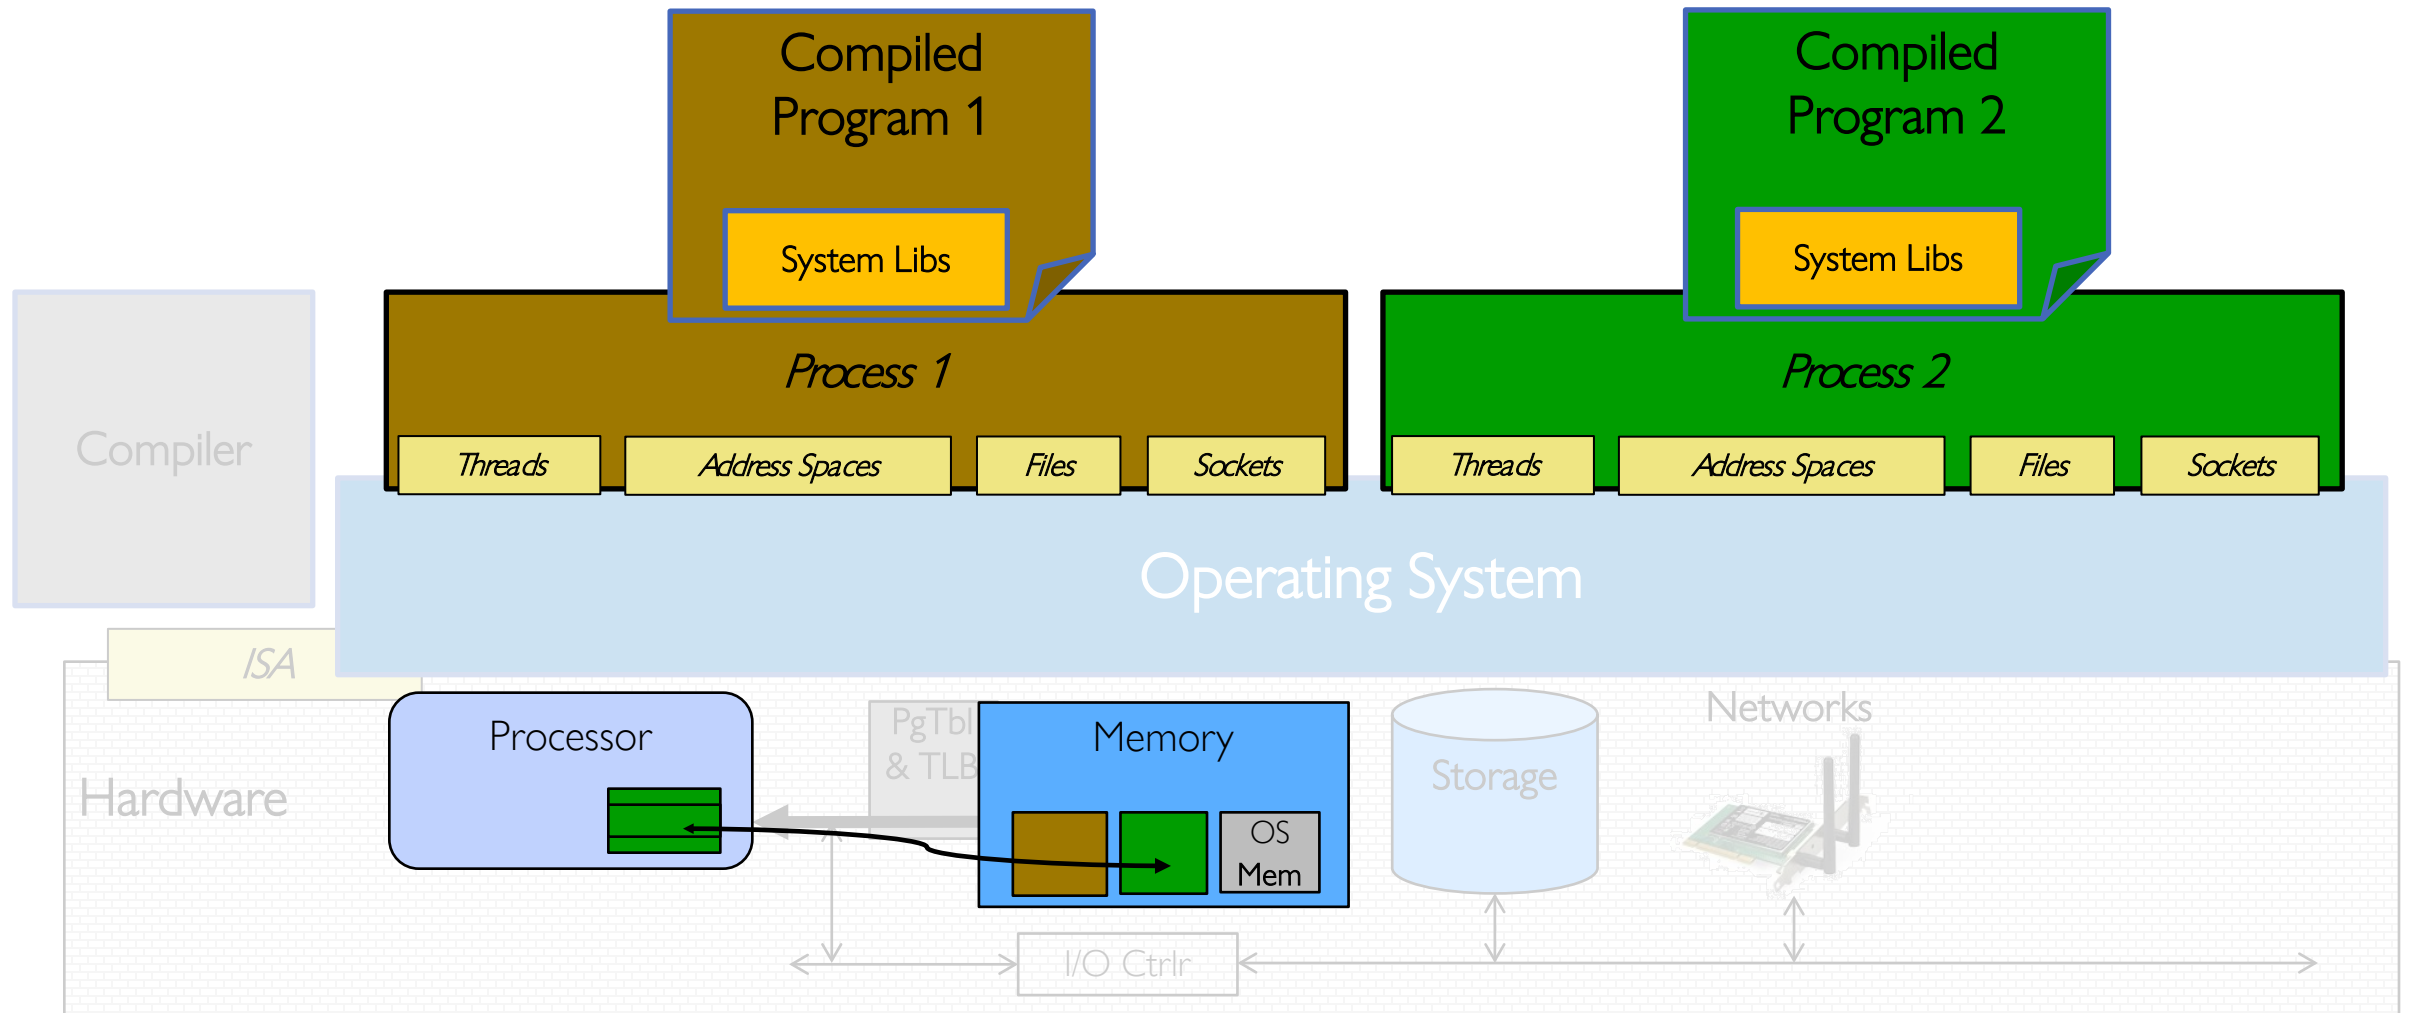 Compiled
Program 1
System Libs
Compiled
Program 2
System Libs
Process 1
Process 2
Compiler
Threads
Address Spaces
Files
Sockets
Threads
Address Spaces
Files
Sockets
Operating System
ISA
Hardware
Processor
PgTbl
& TLB
Memory
OS
Mem
Storage
Networks
I/O Ctrlr